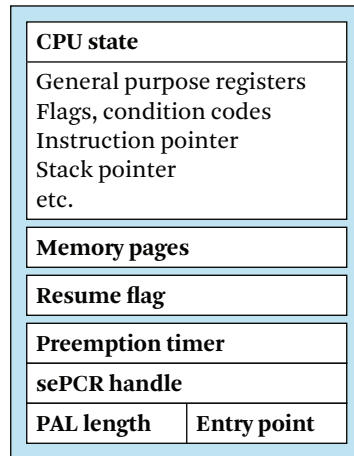 CPU state
General purpose registers
Flags, condition codes
Instruction pointer
Stack pointer
etc.
Memory pages
Resume flag
Preemption timer
sePCR handle
PAL length Entry point